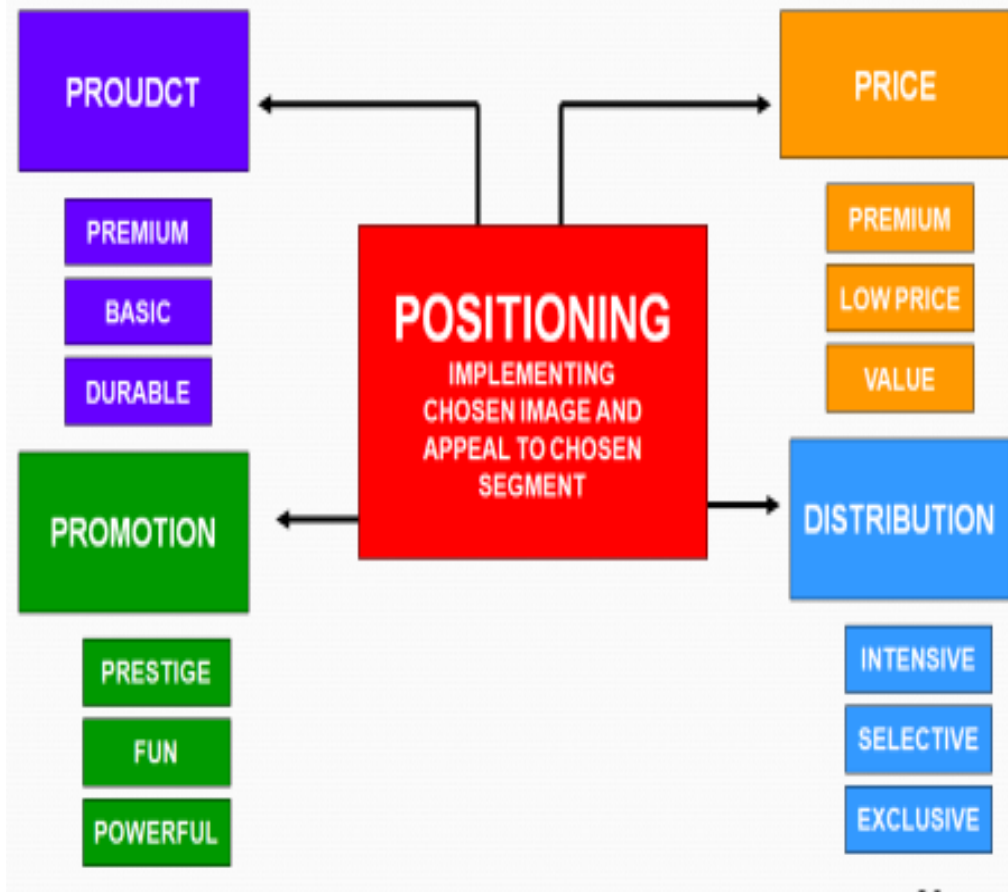 PROUDCT
PREMIUM
BASIC
DURABLE
PROMOTION
PRESTIGE
FUN
POWERFUL
POSITIONING
IMPLEMENTING
CHOSEN IMAGE AND
APPEAL TO CHOSEN
SEGMENT
PRICE
PREMIUM
LOW PRICE
VALUE
DISTRIBUTION
INTENSIVE
SELECTIVE
EXCLUSIVE